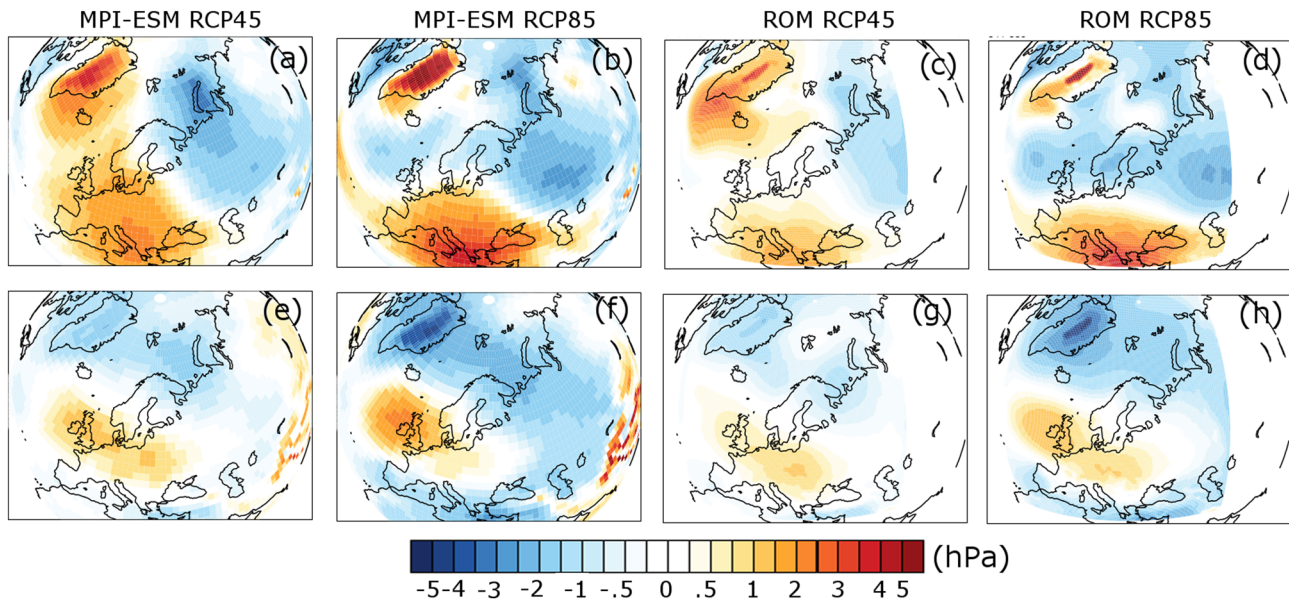 MPI-ESM RCP45 MPI-ESM RCP85 ROM RCP45 ROM RCP85
(a) (b) (c) (d)
(e) (f) (g) (h)
-5 -4 -3 -2 -1 -.5 0 .5 1 2 3 4 5 (hPa)